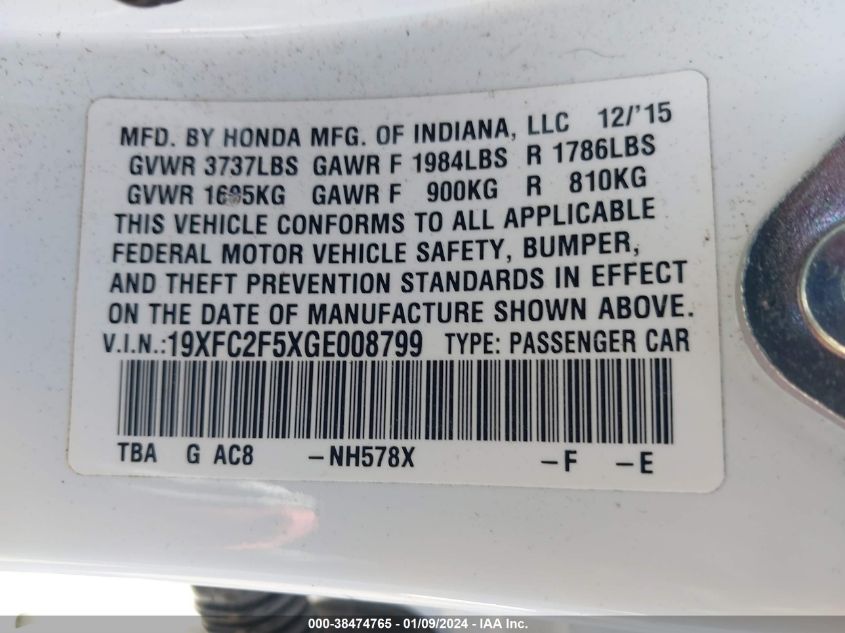 MFD. BY HONDA MFG. OF INDIANA, LLC 12/'15
GVWR 3737LBS GAWR F 1984LBS R 1786LBS
GVWR 1695KG GAWR F 900KG R 810KG
THIS VEHICLE CONFORMS TO ALL APPLICABLE
FEDERAL MOTOR VEHICLE SAFETY, BUMPER,
AND THEFT PREVENTION STANDARDS IN EFFECT
ON THE DATE OF MANUFACTURE SHOWN ABOVE.
V.I.N.:19XFC2F5XGE008799 TYPE: PASSENGER CAR
TBA G AC8 -NH578X -F -E
000-38474765 - 01/09/2024 - IAA Inc.